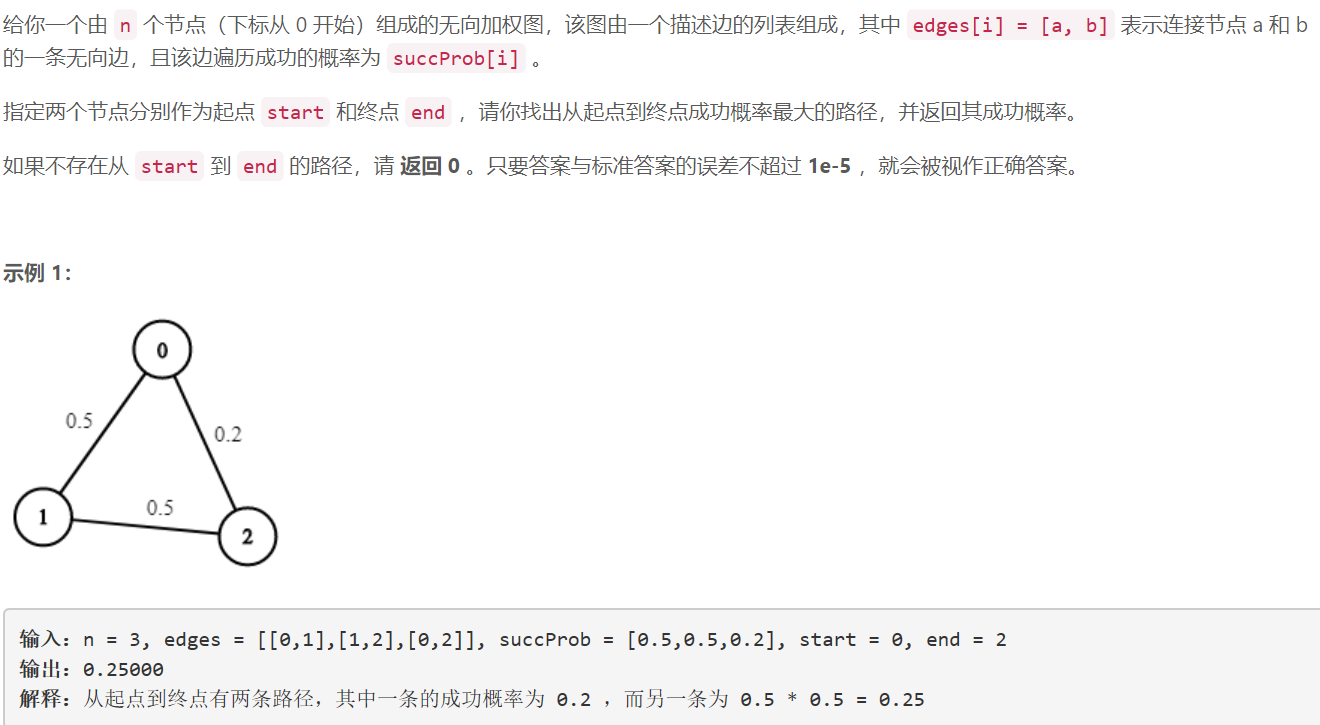 给你一个由 n 个节点（下标从 0 开始）组成的无向加权图，该图由一个描述边的列表组成，其中 edges[i] = [a, b] 表示连接节点 a 和 b
的一条无向边，且该边遍历成功的概率为 succProb[i] 。
指定两个节点分别作为起点 start 和终点 end ，请你找出从起点到终点成功概率最大的路径，并返回其成功概率。
如果不存在从 start 到 end 的路径，请 返回 0 。只要答案与标准答案的误差不超过 1e-5 ，就会被视作正确答案。
示例 1：
0
0.5
0.2
0.5
1
2
输入：n = 3, edges = [[0,1],[1,2],[0,2]], succProb = [0.5,0.5,0.2], start = 0, end = 2
输出：0.25000
解释：从起点到终点有两条路径，其中一条的成功概率为 0.2 ，而另一条为 0.5 * 0.5 = 0.25